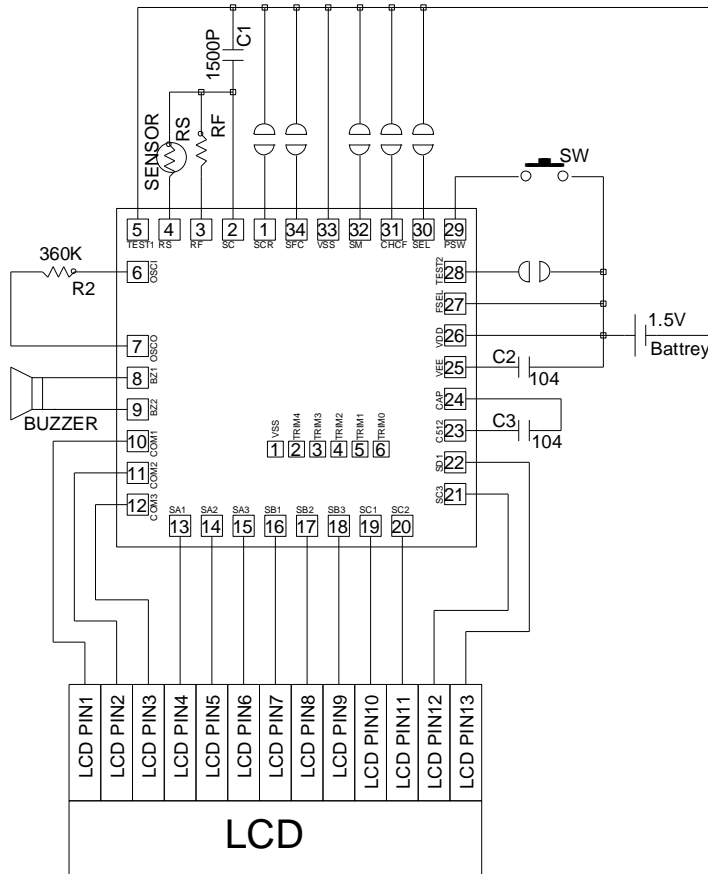 1500P
C1
SENSOR
RS
RF
SW
5 4 3 2 1 34 33 32 31 30 29
TEST1 RS RF SC SCR SFC VSS SM CHCF SEL PSW
360K
R2
6 OSCI
7 OSCO
8 BZ1
9 BZ2
BUZZER
10 COM1
11 COM2
12 COM3
TEST2 28
FSEL 27
VDD 26
VEE 25
CAP 24
C512 23
SD1 22
SC3 21
1.5V
Battrey
C2
104
C3
104
VSS TRIM4 TRIM3 TRIM2 TRIM1 TRIM0
1 2 3 4 5 6
SA1 SA2 SA3 SB1 SB2 SB3 SC1 SC2
13 14 15 16 17 18 19 20
LCD PIN1
LCD PIN2
LCD PIN3
LCD PIN4
LCD PIN5
LCD PIN6
LCD PIN7
LCD PIN8
LCD PIN9
LCD PIN10
LCD PIN11
LCD PIN12
LCD PIN13
LCD